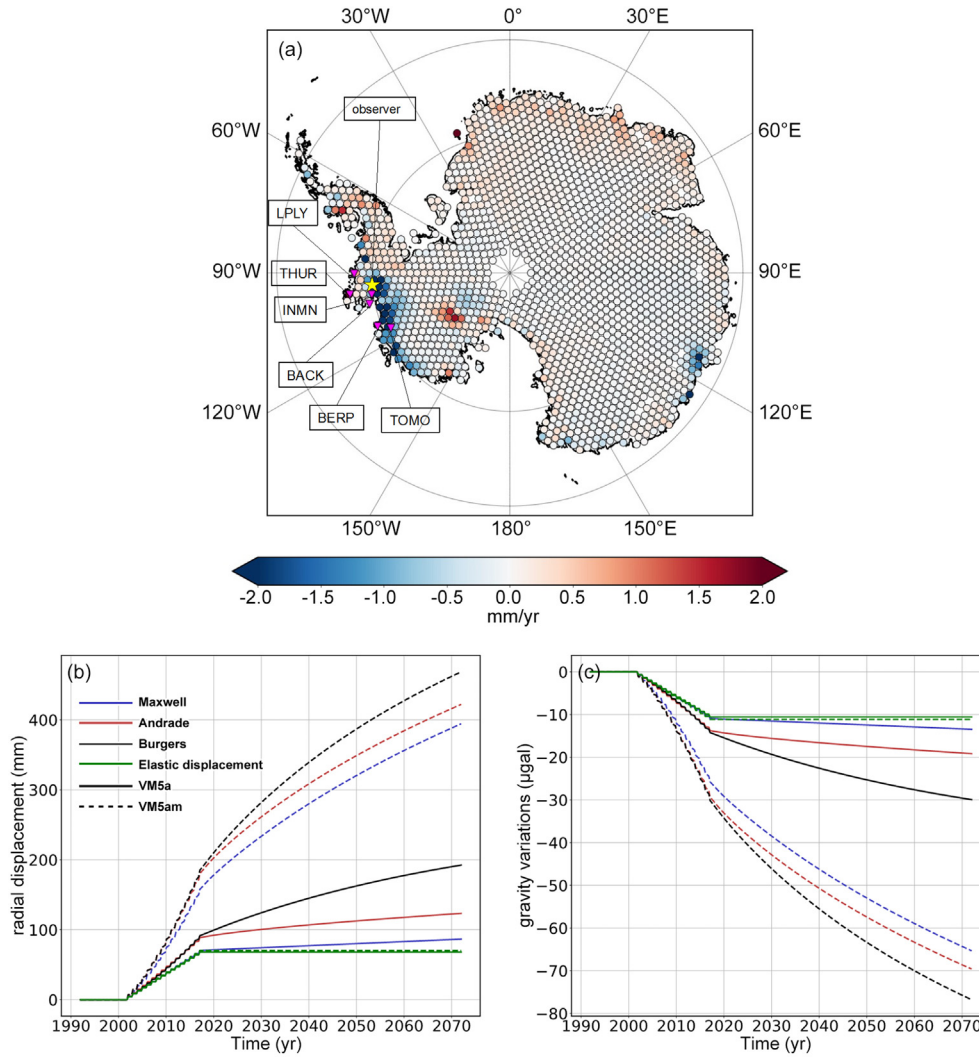 30°W 0° 30°E
(a)
observer
60°W 60°E
LPLY
THUR
90°W 90°E
INMN
BACK
BERP TOMO
120°W 120°E
150°W 180° 150°E
-2.0 -1.5 -1.0 -0.5 0.0 0.5 1.0 1.5 2.0
mm/yr
(b)
Maxwell
Andrade
Burgers
Elastic displacement
VM5a
VM5am
400
300
200
100
0
radial displacement (mm)
1990 2000 2010 2020 2030 2040 2050 2060 2070
Time (yr)
(c)
0
−10
−20
−30
−40
−50
−60
−70
−80
gravity variations (μgal)
1990 2000 2010 2020 2030 2040 2050 2060 2070
Time (yr)